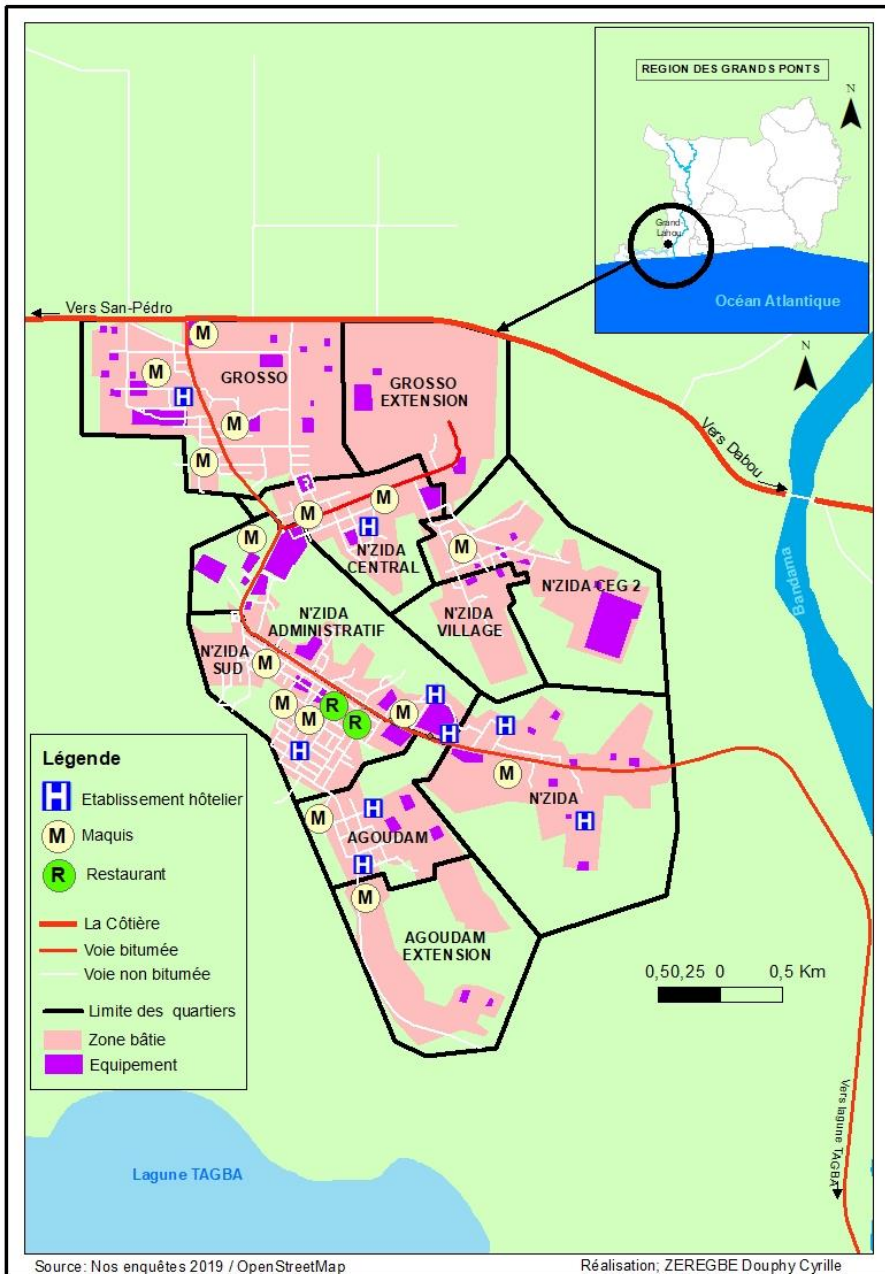 REGION DES GRANDS PONTS
N
Grand
Lahou
Océan Atlantique
N
Vers San-Pédro
Vers Dabou
Bandama
M
M
H
M
M
GROSSO
GROSSO
EXTENSION
M
M
M
H
M
N'ZIDA
CENTRAL
N'ZIDA CEG 2
N'ZIDA
VILLAGE
N'ZIDA
ADMINISTRATIF
N'ZIDA
SUD
M
M
M
R
R
M
H
H
H
H
M
N'ZIDA
H
M
H
AGOUDAM
H
M
AGOUDAM
EXTENSION
0,50,25 0 0,5 Km
Légende
H Etablissement hôtelier
M Maquis
R Restaurant
La Côtière
Voie bitumée
Voie non bitumée
Limite des quartiers
Zone bâtie
Equipement
Vers lagune TAGBA
Lagune TAGBA
Source: Nos enquêtes 2019 / OpenStreetMap
Réalisation; ZEREGBE Douphy Cyrille